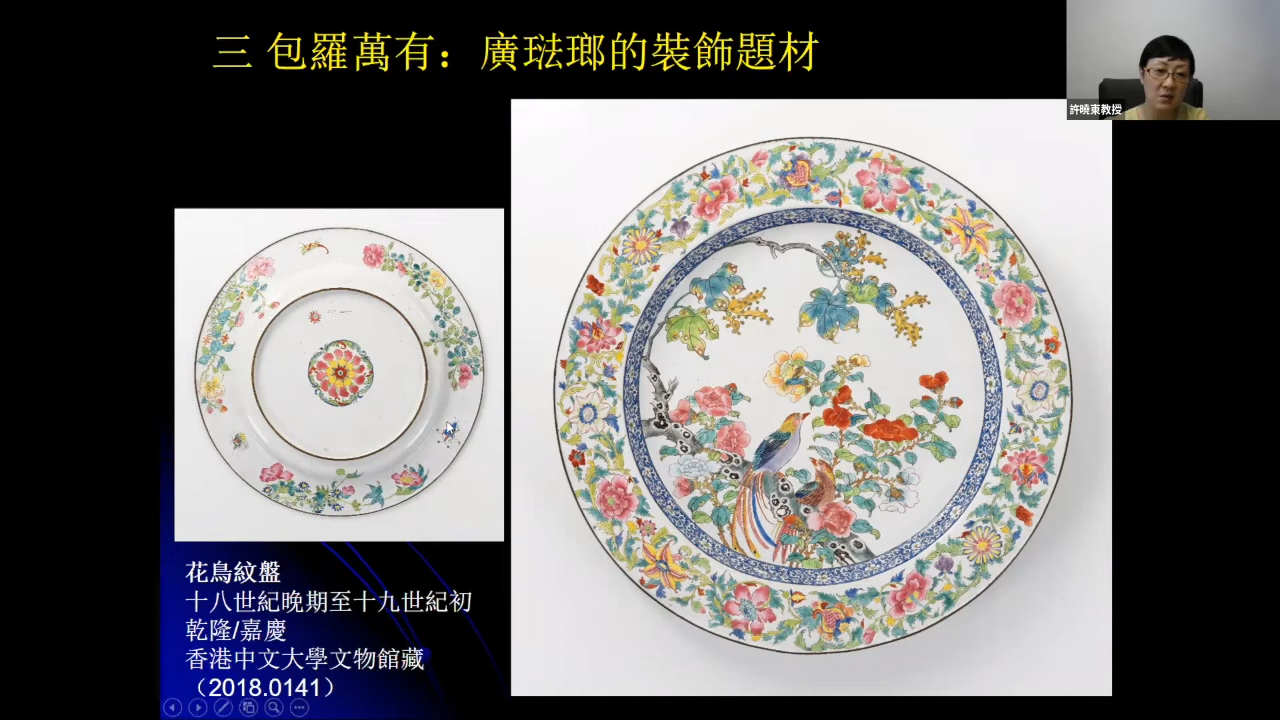 三 包羅萬有：廣琺瑯的裝飾題材
許曉東教授
花鳥紋盤
十八世紀晚期至十九世紀初
乾隆/嘉慶
香港中文大學文物館藏
（2018.0141）